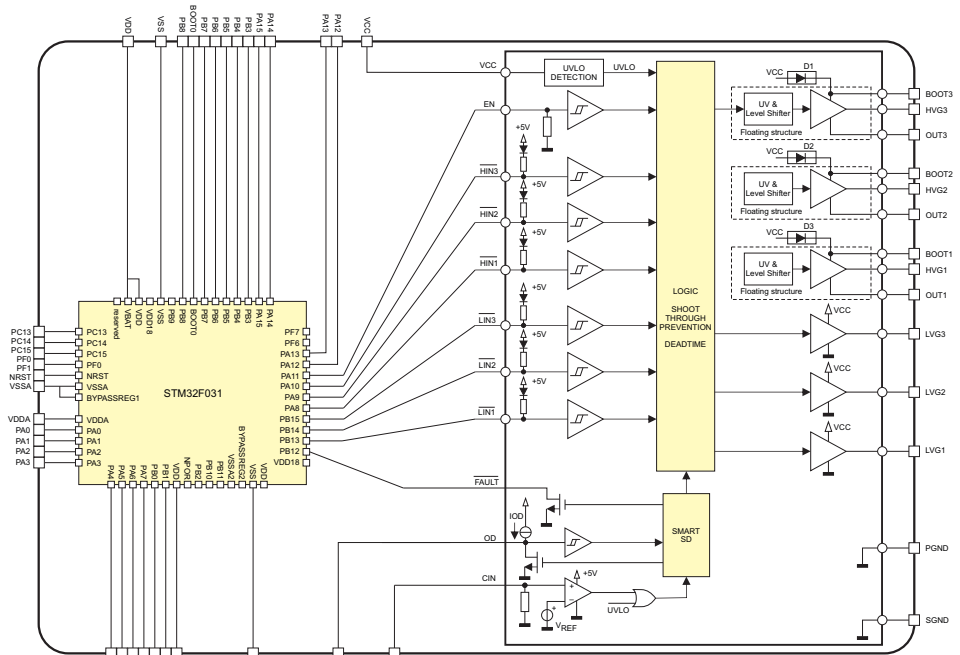 VDD
VSS
PB8
BOOT0
PB7
PB6
PB5
PB4
PB3
PA15
PA14
PA13
PA12
VCC
VCC
UVLO
DETECTION
UVLO
EN
+5V
HIN3
+5V
HIN2
+5V
HIN1
+5V
LIN3
+5V
LIN2
+5V
LIN1
LOGIC
SHOOT
THROUGH
PREVENTION
DEADTIME
VCC
D1
UV &
Level Shifter
Floating structure
BOOT3
HVG3
OUT3
VCC
D2
UV &
Level Shifter
Floating structure
BOOT2
HVG2
OUT2
VCC
D3
UV &
Level Shifter
Floating structure
BOOT1
HVG1
OUT1
VCC
LVG3
VCC
LVG2
VCC
LVG1
PGND
SGND
FAULT
IOD
OD
SMART
SD
CIN
+5V
+
−
+
VREF
UVLO
reserved
VBAT
VDD
VDD18
VSS
PB9
PB8
BOOT0
PB7
PB6
PB5
PB4
PB3
PA15
PA14
PC13
PC14
PC15
PF0
PF1
NRST
VSSA
VDDA
PA0
PA1
PA2
PA3
PC13
PC14
PC15
PF0
NRST
VSSA
BYPASSREG1
VDDA
PA0
PA1
PA2
PA3
STM32F031
PF7
PF6
PA13
PA12
PA11
PA10
PA9
PA8
PB15
PB14
PB13
PB12
VDD18
PA4
PA5
PA6
PA7
PB0
PB1
VDD
NPOR
PB2
PB10
PB11
VSSA2
BYPASSREG2
VSS
VDD